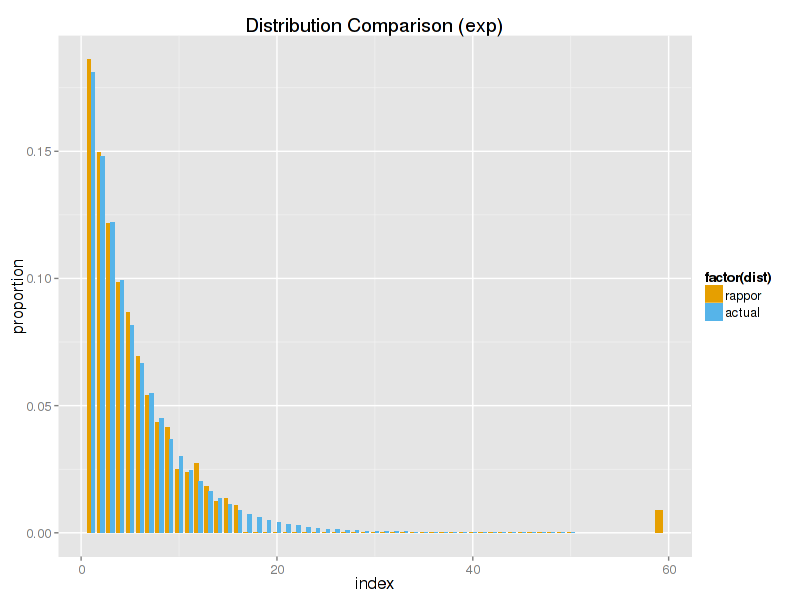 Distribution Comparison (exp)
proportion
0.15
0.10
0.05
0.00
0 20 40 60
index
factor(dist)
rappor
actual